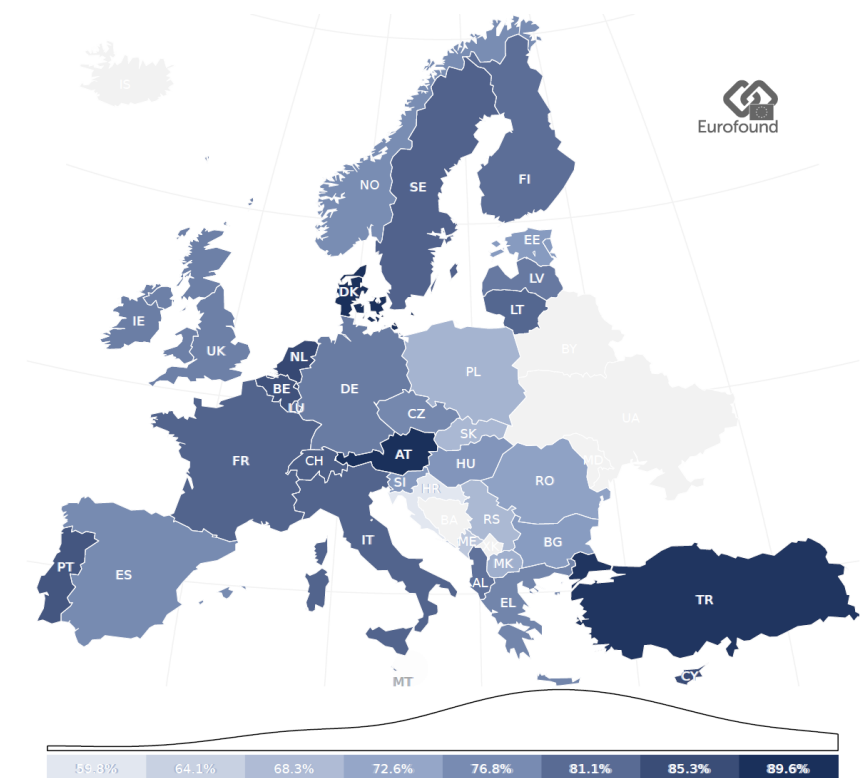 IS
Eurofound
NO
SE
FI
EE
LV
DK
LT
IE
UK
NL
BY
BE
PL
DE
LU
CZ
UA
SK
FR
CH
AT
HU
MD
RO
SI
HR
BA
RS
IT
ME
BG
MK
PT
ES
AL
EL
TR
CY
MT
59.8% 64.1% 68.3% 72.6% 76.8% 81.1% 85.3% 89.6%